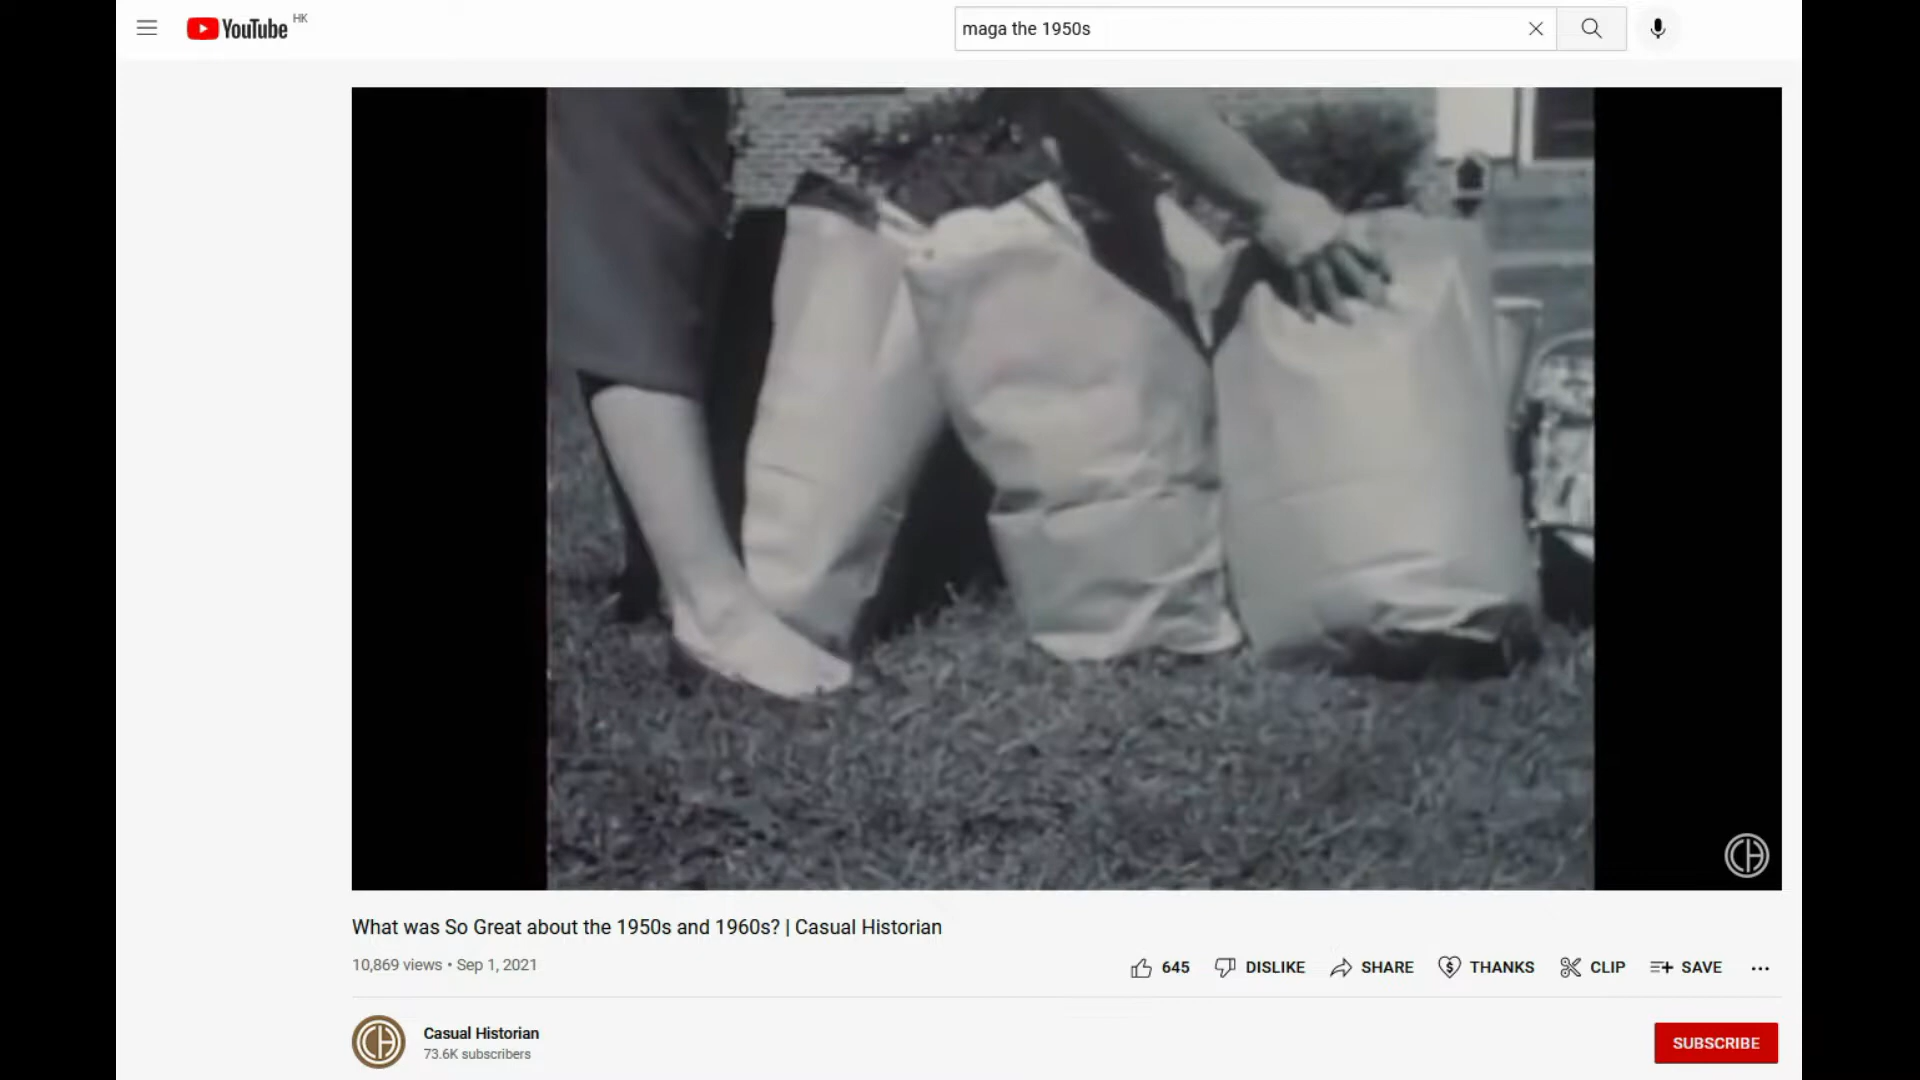 YouTube HK
maga the 1950s
What was So Great about the 1950s and 1960s? | Casual Historian
10,869 views • Sep 1, 2021
645 DISLIKE SHARE THANKS CLIP SAVE
Casual Historian
73.6K subscribers
SUBSCRIBE